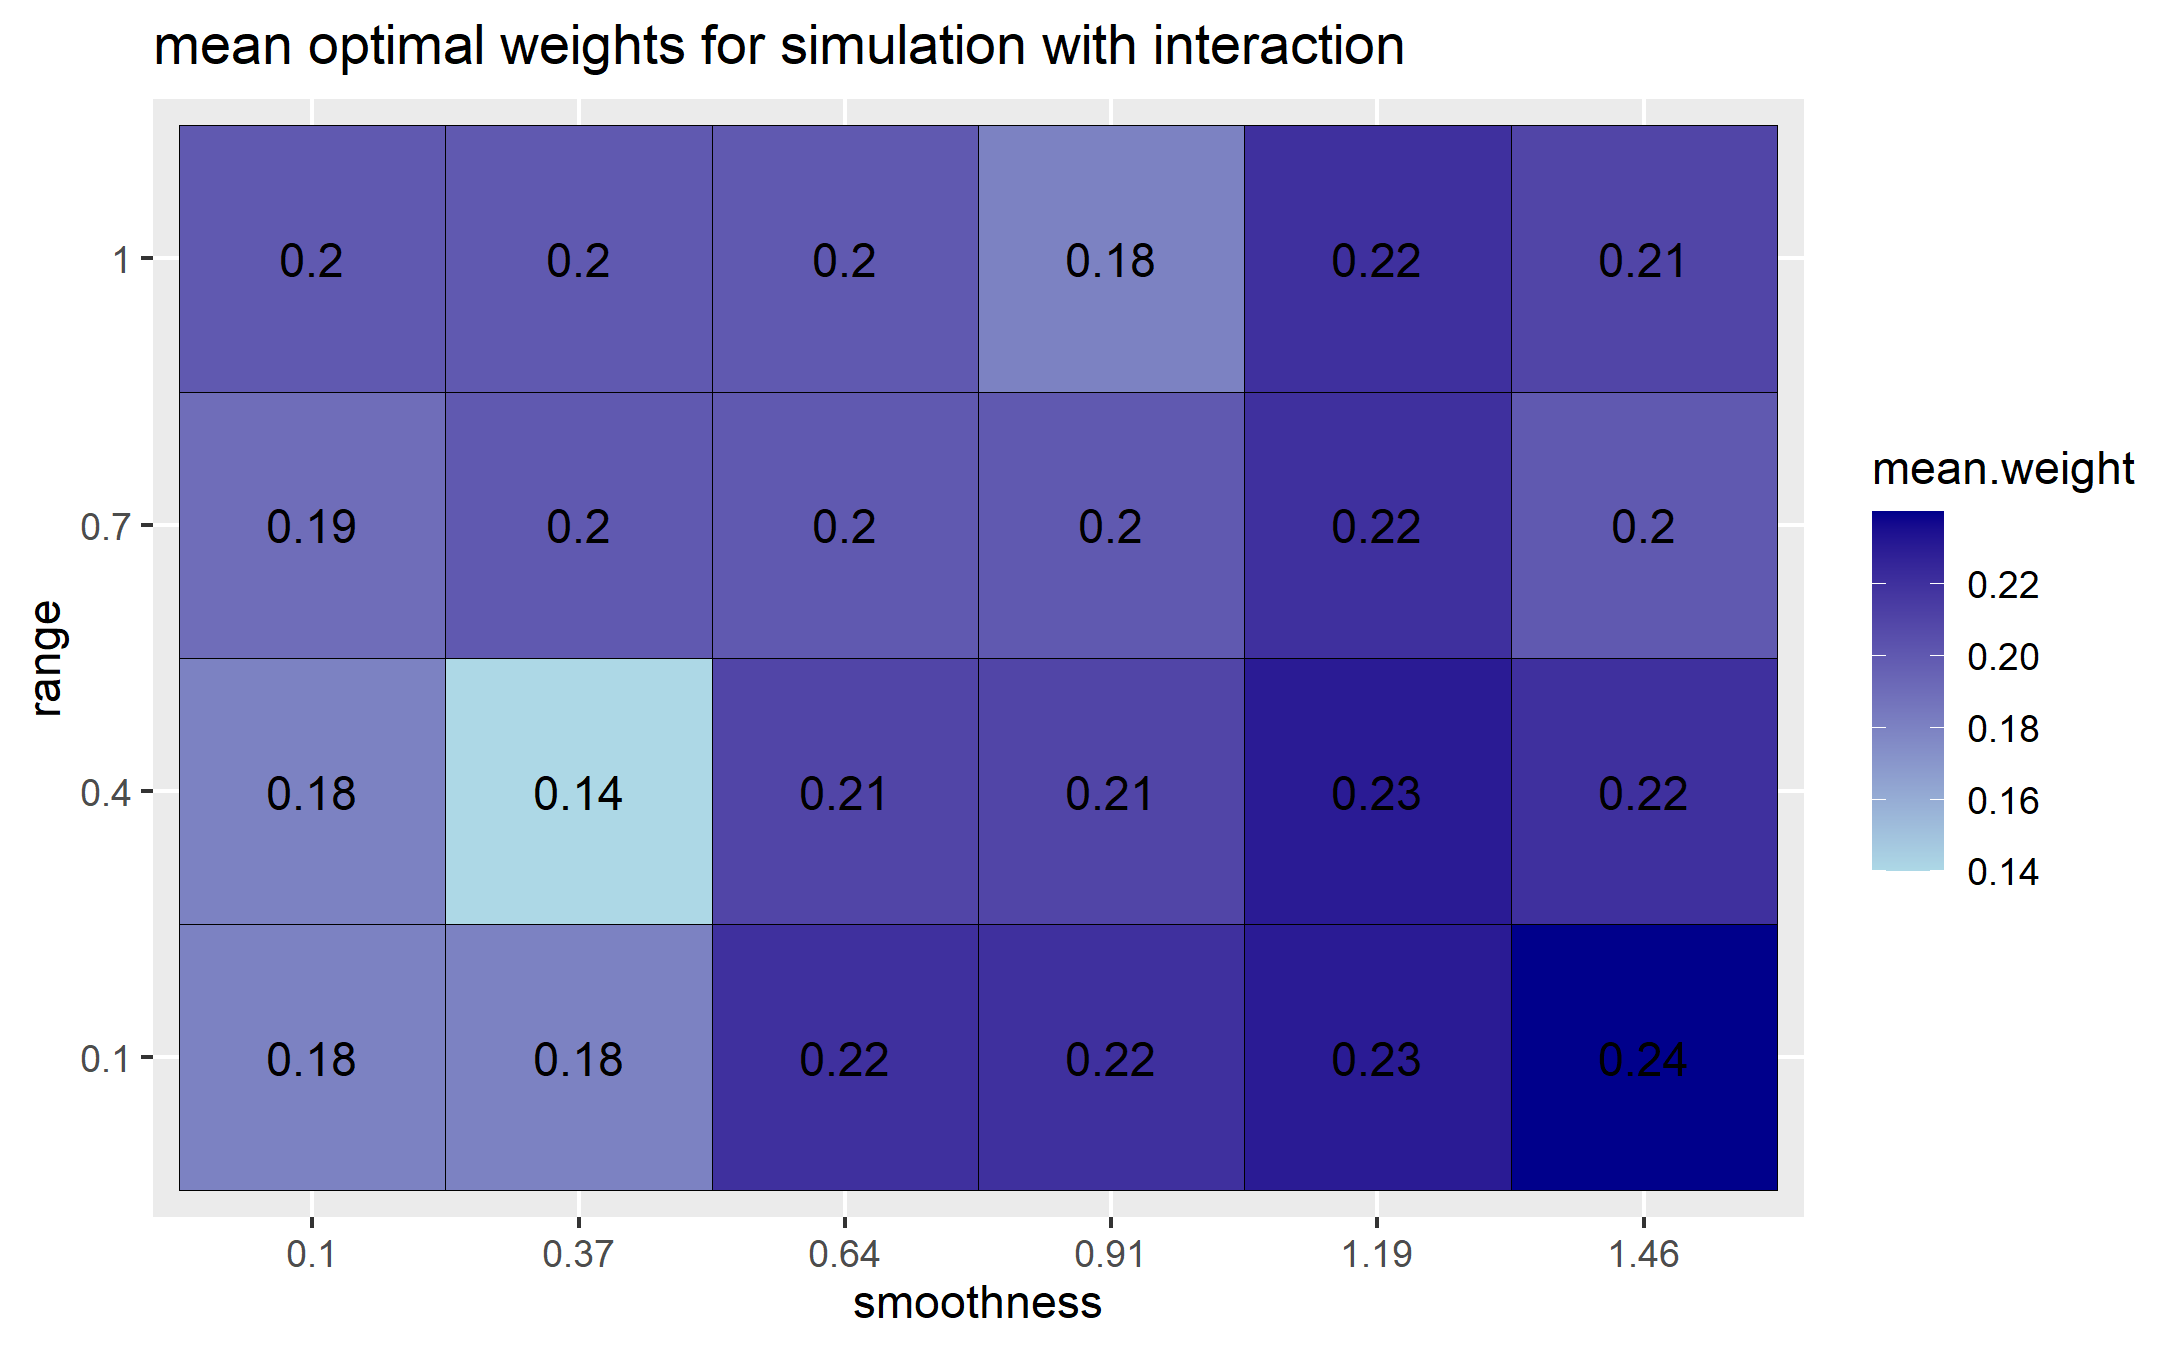 mean optimal weights for simulation with interaction
1 0.2 0.2 0.2 0.18 0.22 0.21
0.7 0.19 0.2 0.2 0.2 0.22 0.2
0.4 0.18 0.14 0.21 0.21 0.23 0.22
0.1 0.18 0.18 0.22 0.22 0.23 0.24
range
0.1 0.37 0.64 0.91 1.19 1.46
smoothness
mean.weight
0.22
0.20
0.18
0.16
0.14